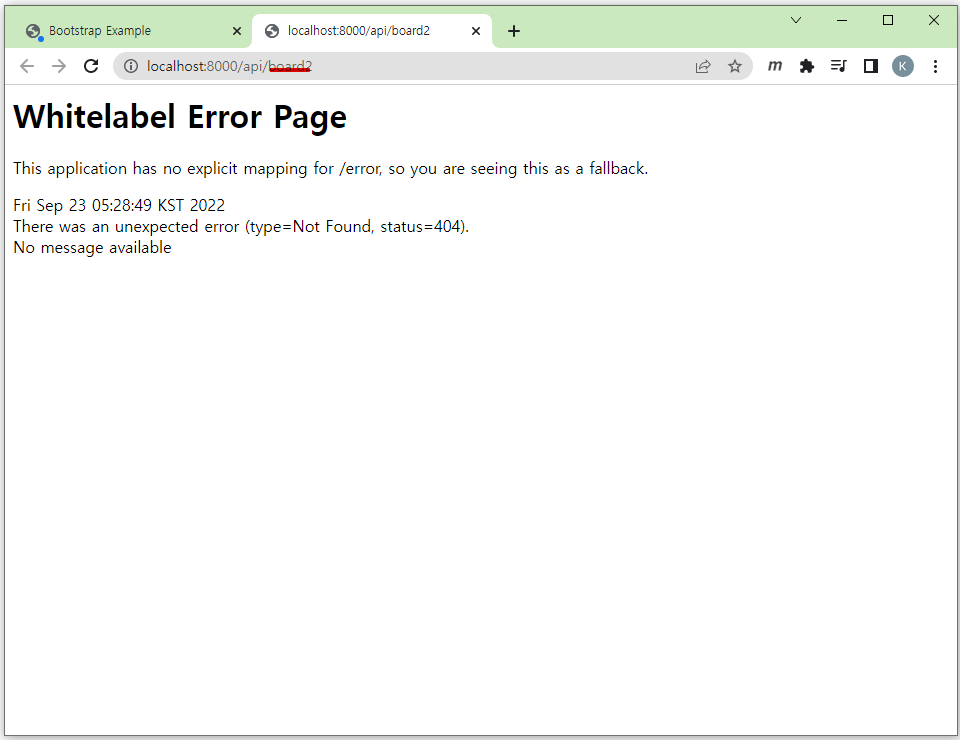 Bootstrap Example
localhost:8000/api/board2
localhost:8000/api/board2
m
K
Whitelabel Error Page
This application has no explicit mapping for /error, so you are seeing this as a fallback.
Fri Sep 23 05:28:49 KST 2022
There was an unexpected error (type=Not Found, status=404).
No message available